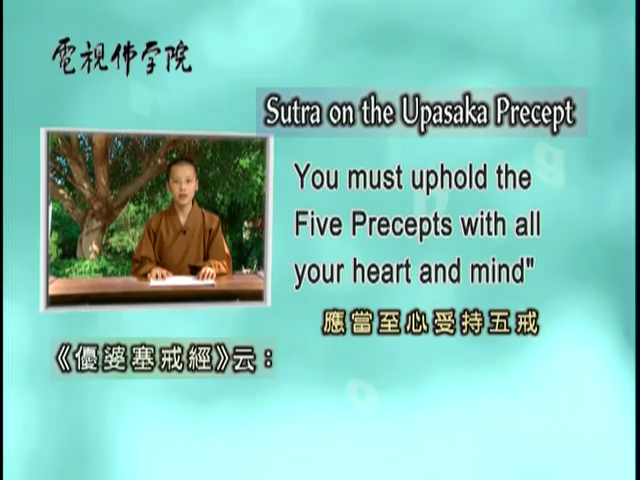 電視佛学院
Sutra on the Upasaka Precept
You must uphold the
Five Precepts with all
your heart and mind"
應當至心受持五戒
《優婆塞戒經》云：